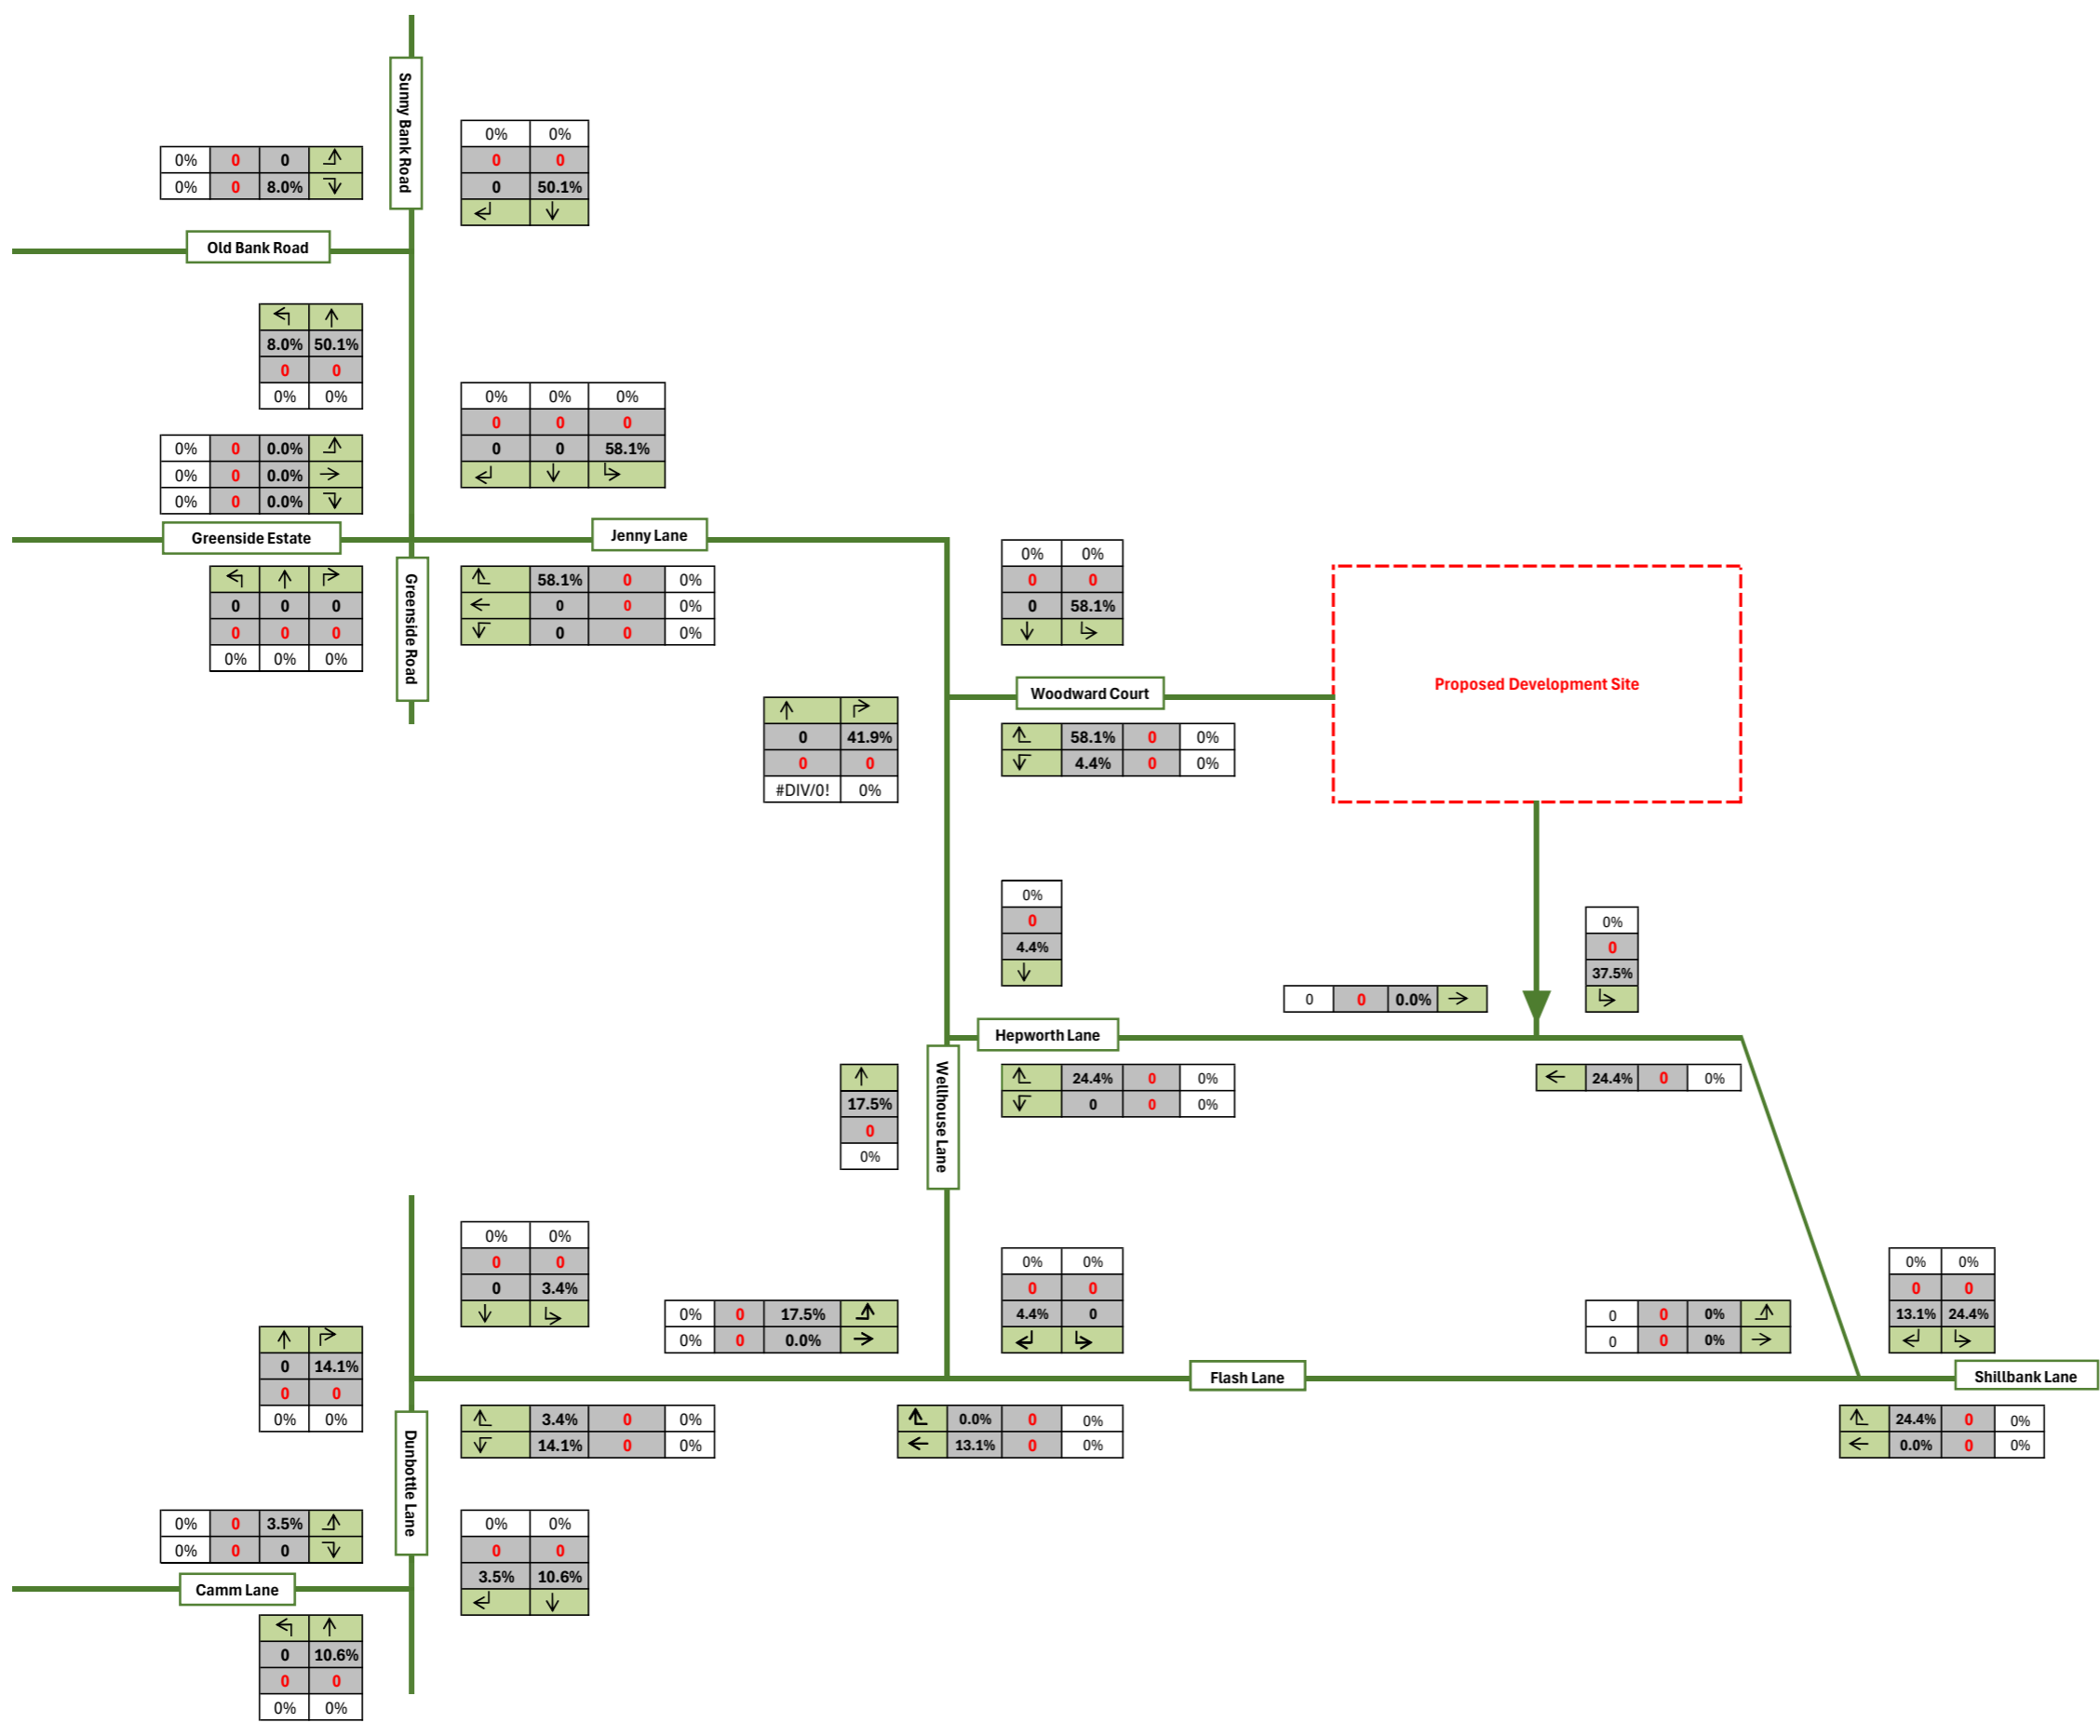 Sunny Bank Road
0% 0%
0 0
0 50.1%
0% 0 0
0% 0 8.0%
Old Bank Road
8.0% 50.1%
0 0
0% 0%
0% 0% 0%
0 0 0
0 0 58.1%
0% 0 0.0%
0% 0 0.0%
0% 0 0.0%
Greenside Estate
Jenny Lane
Greenside Road
0 0 0
0 0 0
0% 0% 0%
58.1% 0 0%
0 0 0%
0 0 0%
0% 0%
0 0
0 58.1%
Proposed Development Site
Woodward Court
0 41.9%
0 0
#DIV/0! 0%
58.1% 0 0%
4.4% 0 0%
0%
0
4.4%
0%
0
37.5%
0 0 0.0%
Hepworth Lane
Wellhouse Lane
17.5%
0
0%
24.4% 0 0%
0 0 0%
24.4% 0 0%
0% 0%
0 0
0 3.4%
0% 0 17.5%
0% 0 0.0%
0% 0%
0 0
4.4% 0
0 0 0%
0 0 0%
0% 0%
0 0
13.1% 24.4%
0 14.1%
0 0
0% 0%
Flash Lane
Shillbank Lane
Dunbottle Lane
3.4% 0 0%
14.1% 0 0%
0.0% 0 0%
13.1% 0 0%
24.4% 0 0%
0.0% 0 0%
0% 0 3.5%
0% 0 0
0% 0%
0 0
3.5% 10.6%
Camm Lane
0 10.6%
0 0
0% 0%